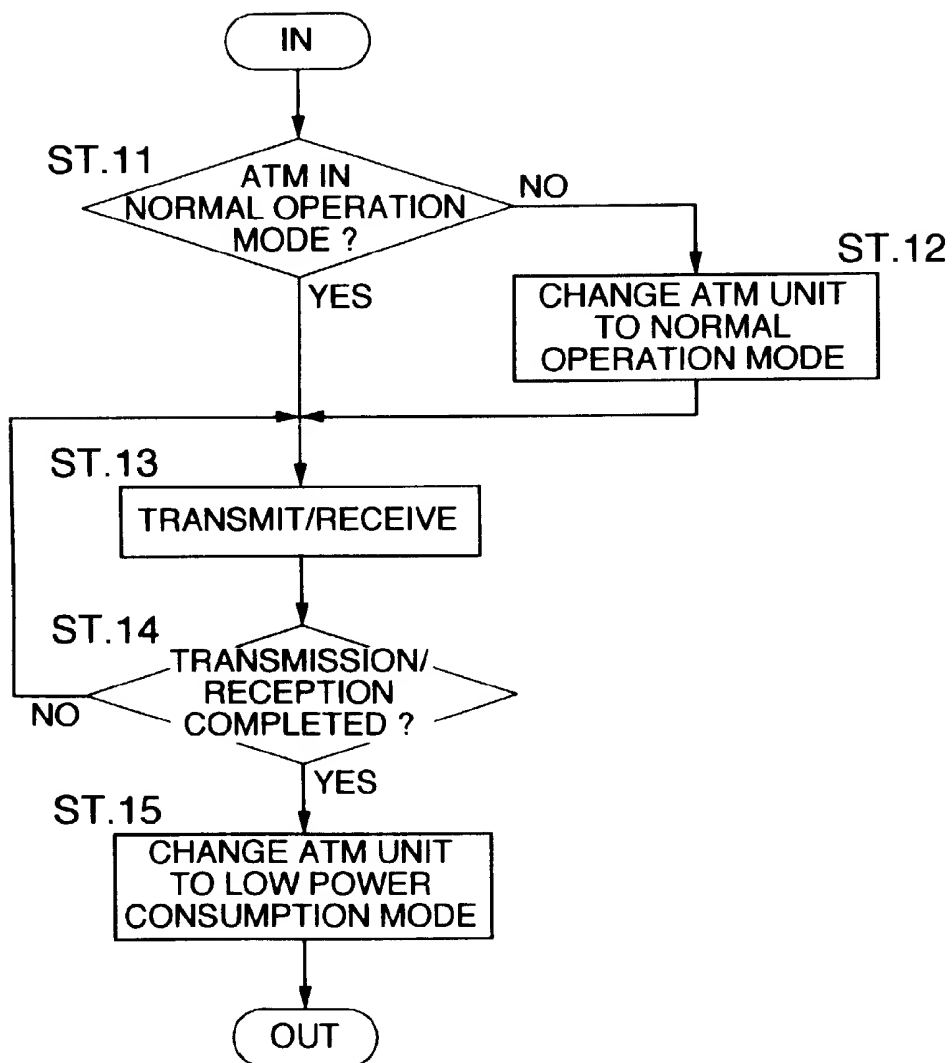 IN
ST.11
ATM IN
NORMAL OPERATION
MODE ?
NO
YES
ST.12
CHANGE ATM UNIT
TO NORMAL
OPERATION MODE
ST.13
TRANSMIT/RECEIVE
ST.14
TRANSMISSION/
RECEPTION
COMPLETED ?
NO
YES
ST.15
CHANGE ATM UNIT
TO LOW POWER
CONSUMPTION MODE
OUT